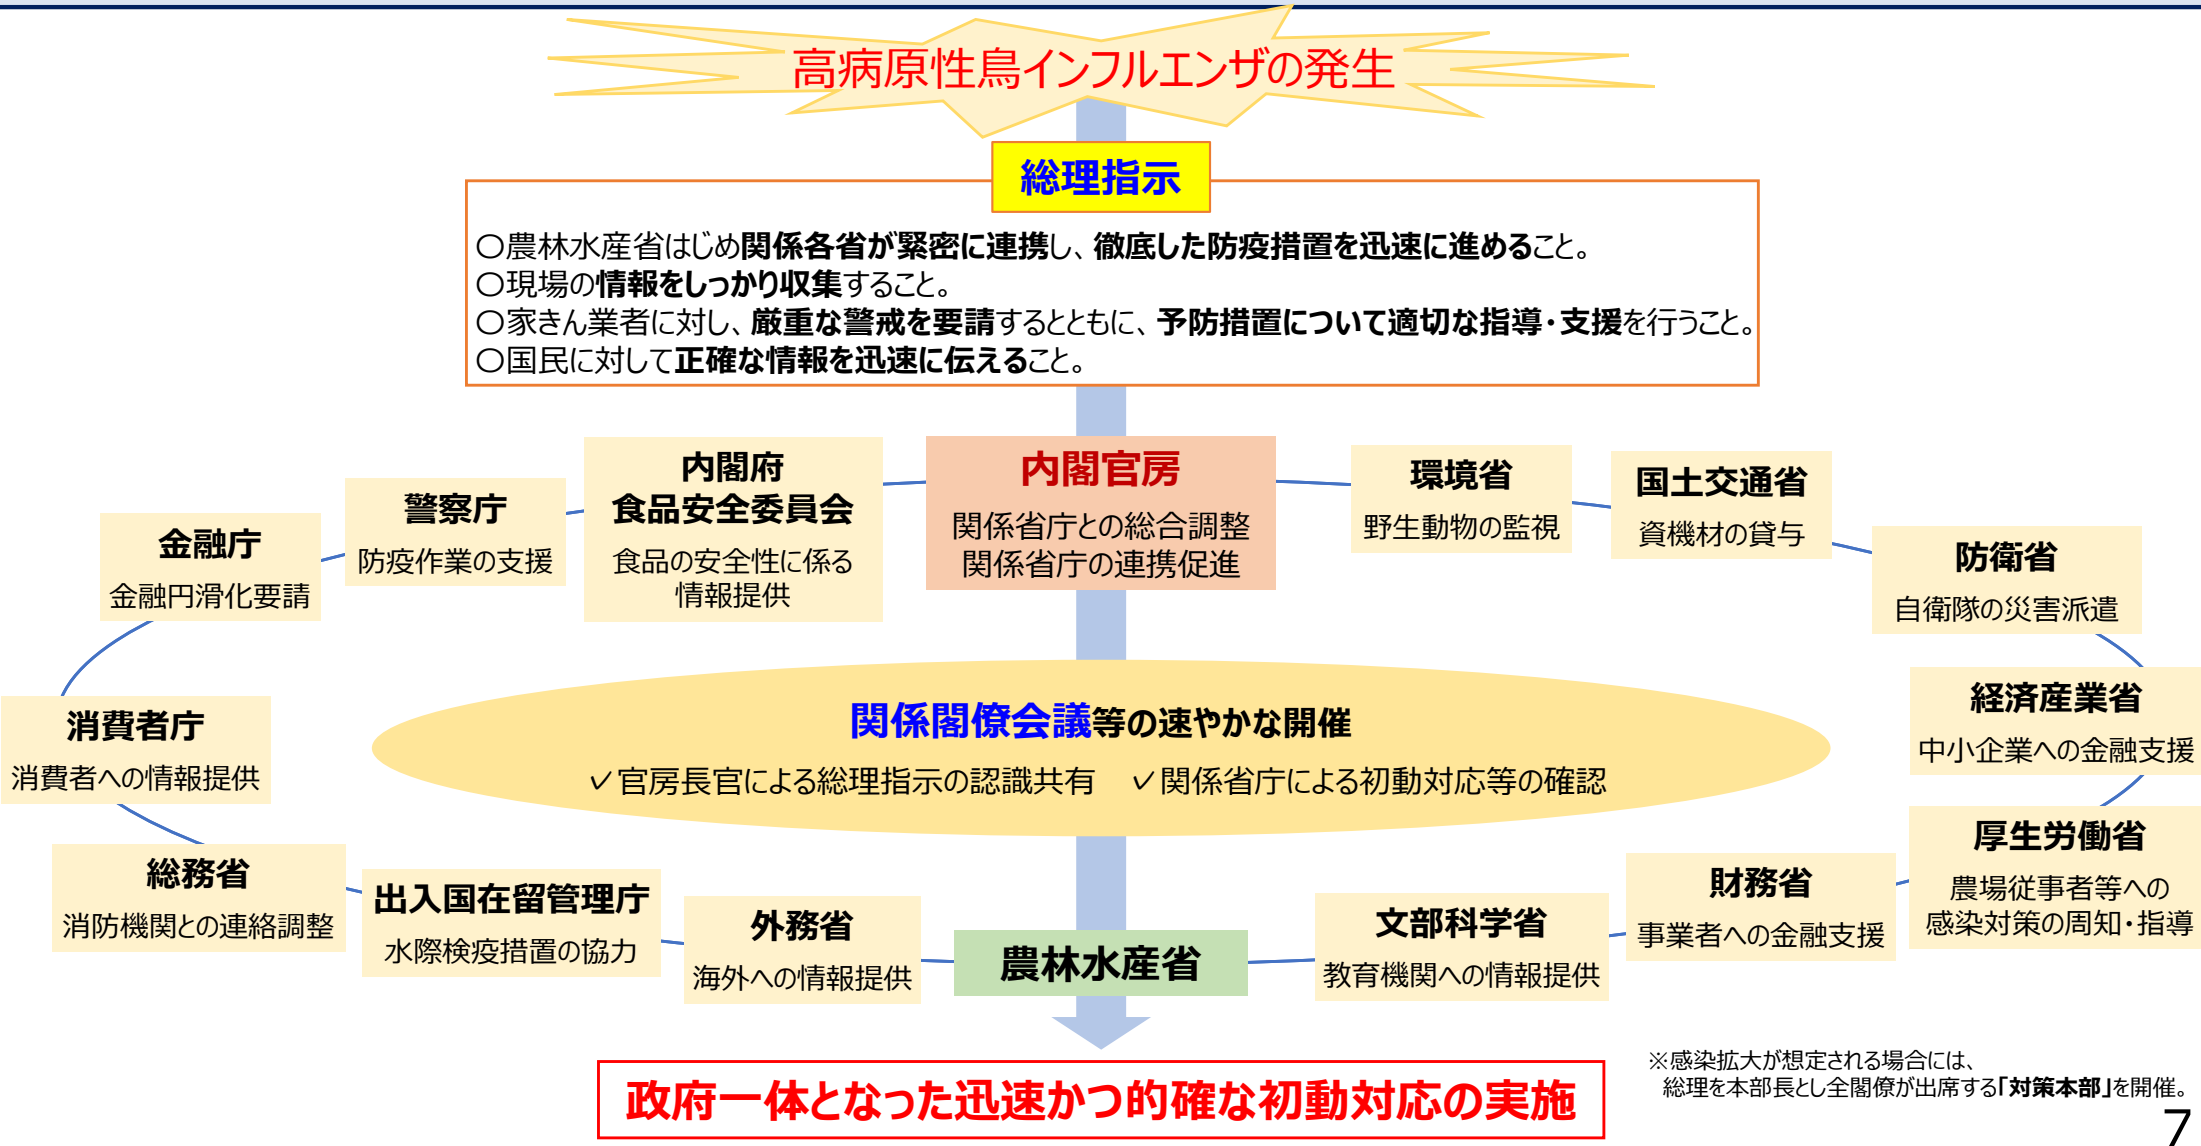 高病原性鳥インフルエンザの発生
総理指示
〇農林水産省はじめ関係各省が緊密に連携し、徹底した防疫措置を迅速に進めること。
〇現場の情報をしっかり収集すること。
〇家きん業者に対し、厳重な警戒を要請するとともに、予防措置について適切な指導・支援を行うこと。
〇国民に対して正確な情報を迅速に伝えること。
内閣官房
関係省庁との総合調整
関係省庁の連携促進
環境省
野生動物の監視
国土交通省
資機材の貸与
防衛省
自衛隊の災害派遣
経済産業省
中小企業への金融支援
厚生労働省
農場従事者等への
感染対策の周知・指導
財務省
事業者への金融支援
文部科学省
教育機関への情報提供
農林水産省
外務省
海外への情報提供
出入国在留管理庁
水際検疫措置の協力
総務省
消防機関との連絡調整
消費者庁
消費者への情報提供
金融庁
金融円滑化要請
警察庁
防疫作業の支援
内閣府
食品安全委員会
食品の安全性に係る
情報提供
関係閣僚会議等の速やかな開催
✓官房長官による総理指示の認識共有 ✓関係省庁による初動対応等の確認
政府一体となった迅速かつ的確な初動対応の実施
※感染拡大が想定される場合には、
総理を本部長とし全閣僚が出席する「対策本部」を開催。
7